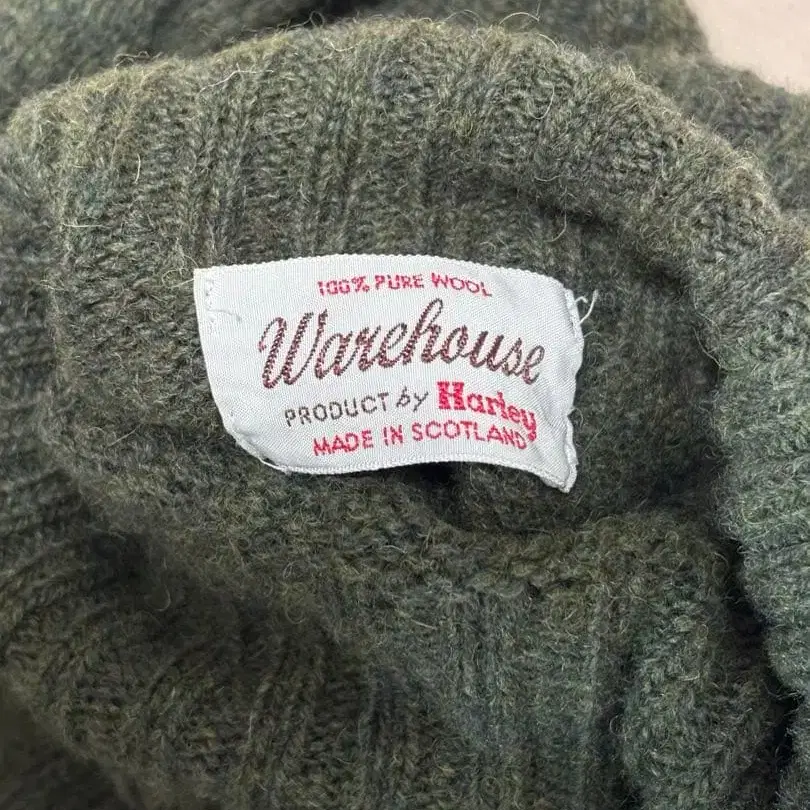 100% PURE WOOL
Warehouse
PRODUCT by Harley
MADE IN SCOTLAND